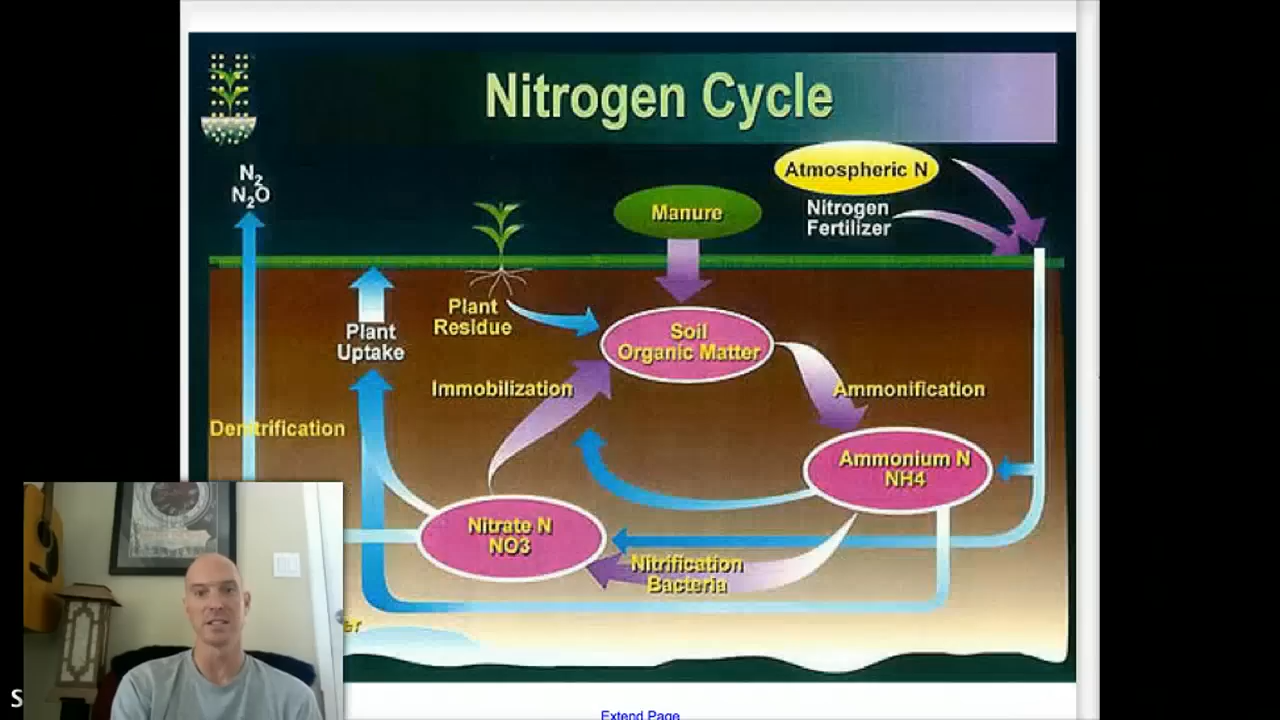 Nitrogen Cycle
N2
N2O
Atmospheric N
Nitrogen
Fertilizer
Manure
Plant
Residue
Plant
Uptake
Soil
Organic Matter
Immobilization
Ammonification
Denitrification
Ammonium N
NH4
Nitrate N
NO3
Nitrification
Bacteria
er
S
Extend Page